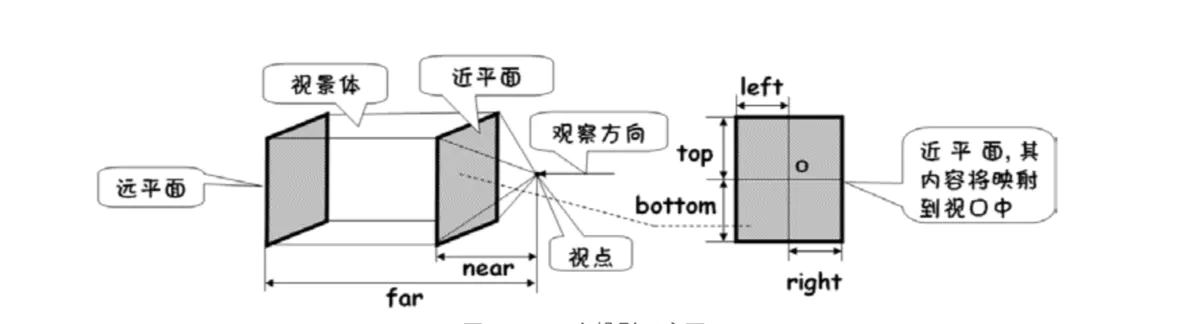 视景体
近平面
观察方向
远平面
near
far
视点
left
top
O
bottom
right
近平面,其
内容将映射
到视口中